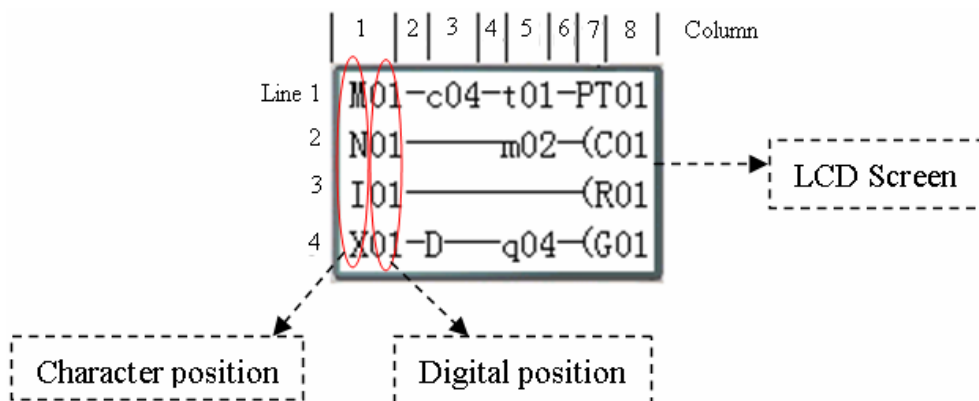 1 2 3 4 5 6 7 8 Column
Line 1 M01-c04-t01-PT01
2 N01————m02—(C01
3 I01———————(R01
4 X01-D——q04—(G01
LCD Screen
Character position
Digital position